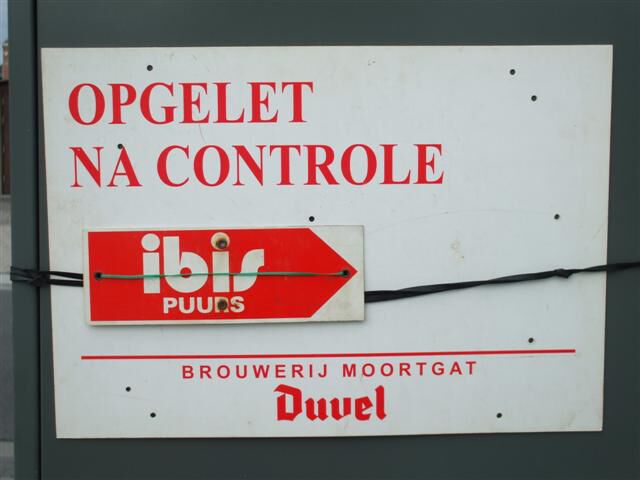 OPGELET
NA CONTROLE
ibis
PUURS
BROUWERIJ MOORTGAT
Duvel